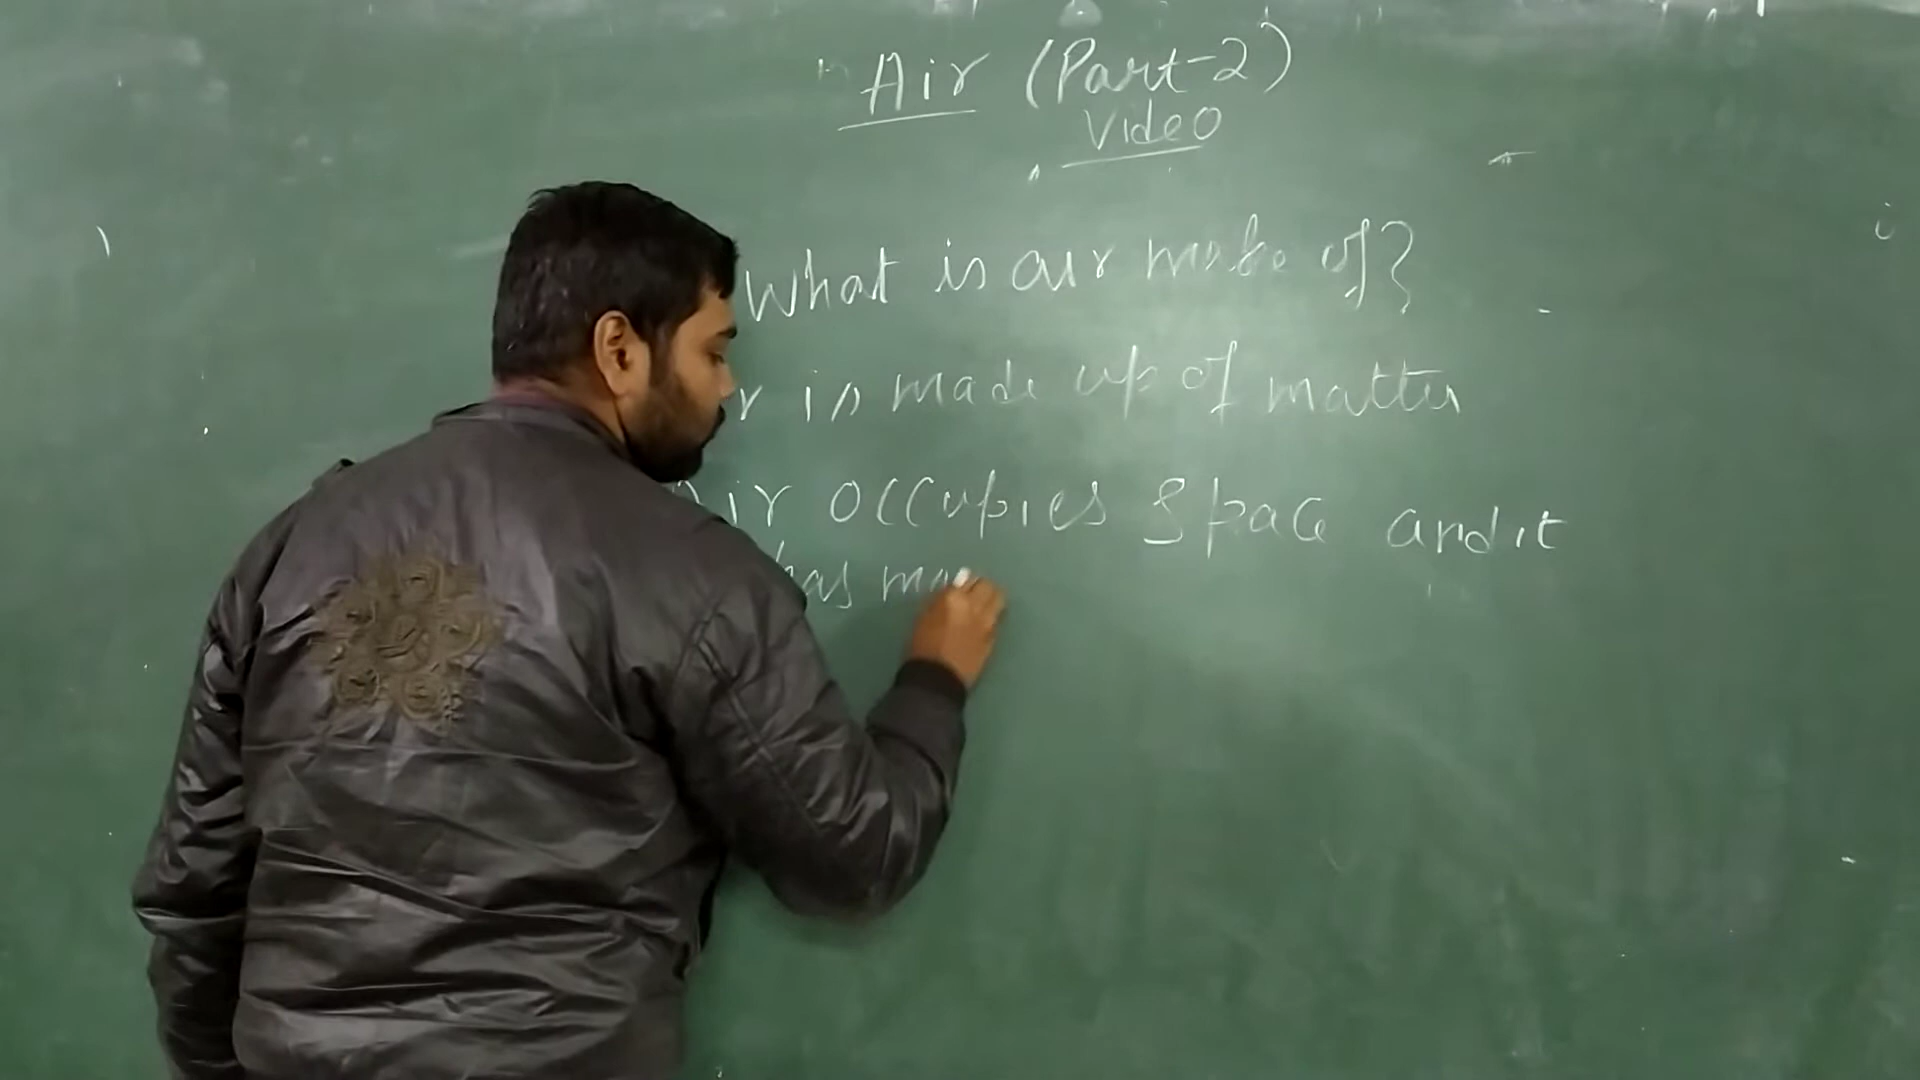 Air (Part-2)
Video
What is air make of?
r is made up of matter
Air occupies space and it
has ma